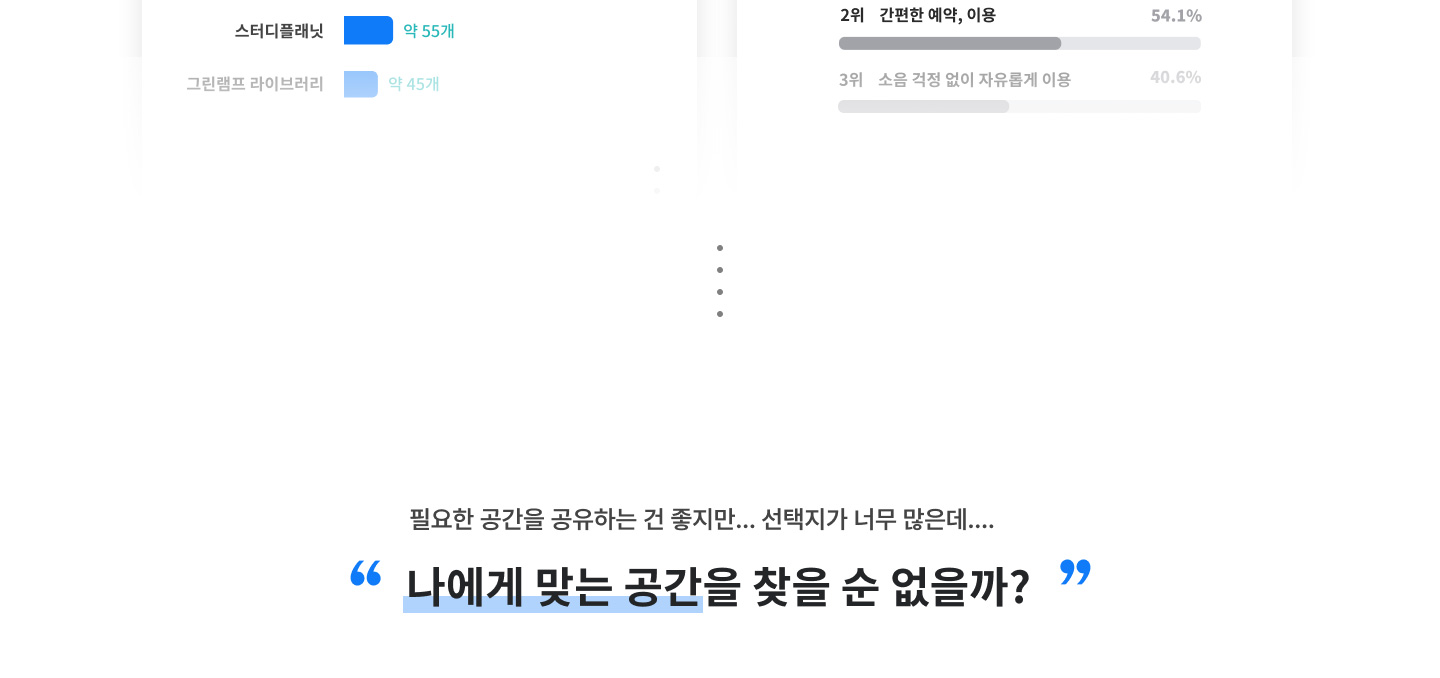 스터디플래닛 약 55개
그린램프 라이브러리 약 45개
2위 간편한 예약, 이용 54.1%
3위 소음 걱정 없이 자유롭게 이용 40.6%
필요한 공간을 공유하는 건 좋지만... 선택지가 너무 많은데....
“ 나에게 맞는 공간을 찾을 순 없을까? ”